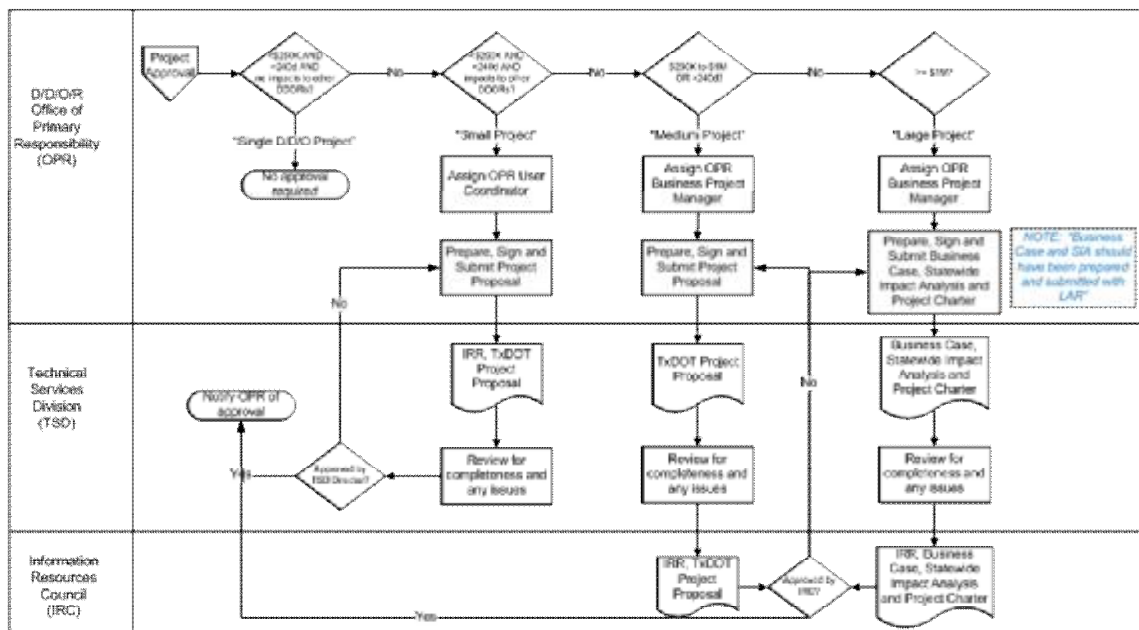 D/D/O/R
Office of
Primary
Responsibility
(OPR)
Project
Approval
No
No
No
"Single D/D/O Project"
"Small Project"
"Medium Project"
"Large Project"
No approval
required
Assign OPR User
Coordinator
Assign OPR
Business Project
Manager
Assign OPR
Business Project
Manager
Prepare, Sign and
Submit Project
Proposal
Prepare, Sign and
Submit Project
Proposal
Prepare, Sign and
Submit Business
Case, Statewide
Impact Analysis and
Project Charter
NOTE: "Business
Case and SIA should
have been prepared
and submitted with
LAR"
No
Technical
Services
Division
(TSD)
IRR, TxDOT
Project
Proposal
TxDOT Project
Proposal
Business Case,
Statewide Impact
Analysis and
Project Charter
No
Notify OPR of
approval
Yes
Approved by
TSD Director?
Review for
completeness and
any issues
Review for
completeness and
any issues
Review for
completeness and
any issues
Information
Resources
Council
(IRC)
IRR, TxDOT
Project
Proposal
Approved by
IRC?
IRR, Business
Case, Statewide
Impact Analysis
and Project Charter
Yes